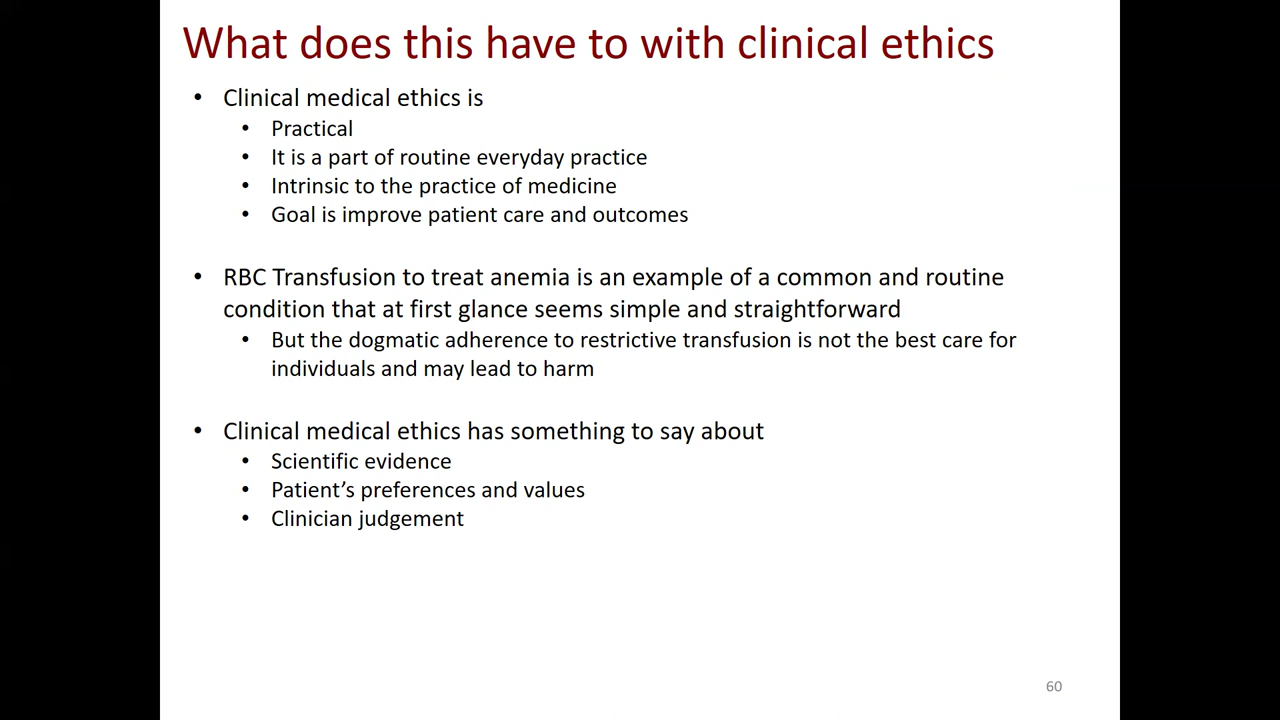 What does this have to with clinical ethics
• Clinical medical ethics is
• Practical
• It is a part of routine everyday practice
• Intrinsic to the practice of medicine
• Goal is improve patient care and outcomes
• RBC Transfusion to treat anemia is an example of a common and routine
condition that at first glance seems simple and straightforward
• But the dogmatic adherence to restrictive transfusion is not the best care for
individuals and may lead to harm
• Clinical medical ethics has something to say about
• Scientific evidence
• Patient’s preferences and values
• Clinician judgement
60